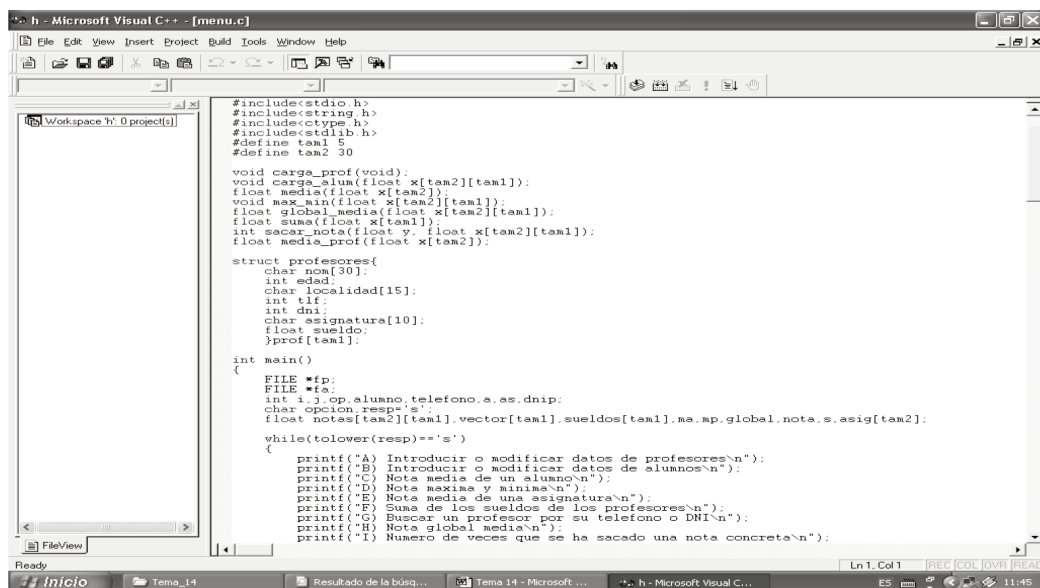 h - Microsoft Visual C++ - [menu.c]
File Edit View Insert Project Build Tools Window Help
Workspace 'h': 0 project(s)
#include<stdio.h>
#include<string.h>
#include<ctype.h>
#include<stdlib.h>
#define tam1 5
#define tam2 30
void carga_prof(void);
void carga_alum(float x[tam2][tam1]);
float media(float x[tam2]);
void max_min(float x[tam2][tam1]);
float global_media(float x[tam2][tam1]);
float suma(float x[tam1]);
int sacar_nota(float y, float x[tam2][tam1]);
float media_prof(float x[tam2]);
struct profesores{
char nom[30];
int edad;
char localidad[15];
int tlf;
int dni;
char asignatura[10];
float sueldo;
}prof[tam1];
int main()
{
FILE *fp;
FILE *fa;
int i,j,op,alumno,telefono,a,as,dnip;
char opcion,resp='s';
float notas[tam2][tam1],vector[tam1],sueldos[tam1],ma,mp,global,nota,s,asig[tam2];
while(tolower(resp)=='s')
{
printf("A) Introducir o modificar datos de profesores\n");
printf("B) Introducir o modificar datos de alumnos\n");
printf("C) Nota media de un alumno\n");
printf("D) Nota maxima y minima\n");
printf("E) Nota media de una asignatura\n");
printf("F) Suma de los sueldos de los profesores\n");
printf("G) Buscar un profesor por su telefono o DNI\n");
printf("H) Nota global media\n");
printf("I) Numero de veces que se ha sacado una nota concreta\n");
FileView
Ready
Ln 1, Col 1 REC COL OVR READ
Inicio Tema_14 Resultado de la búsq... Tema 14 - Microsoft ... h - Microsoft Visual C... ES 11:45